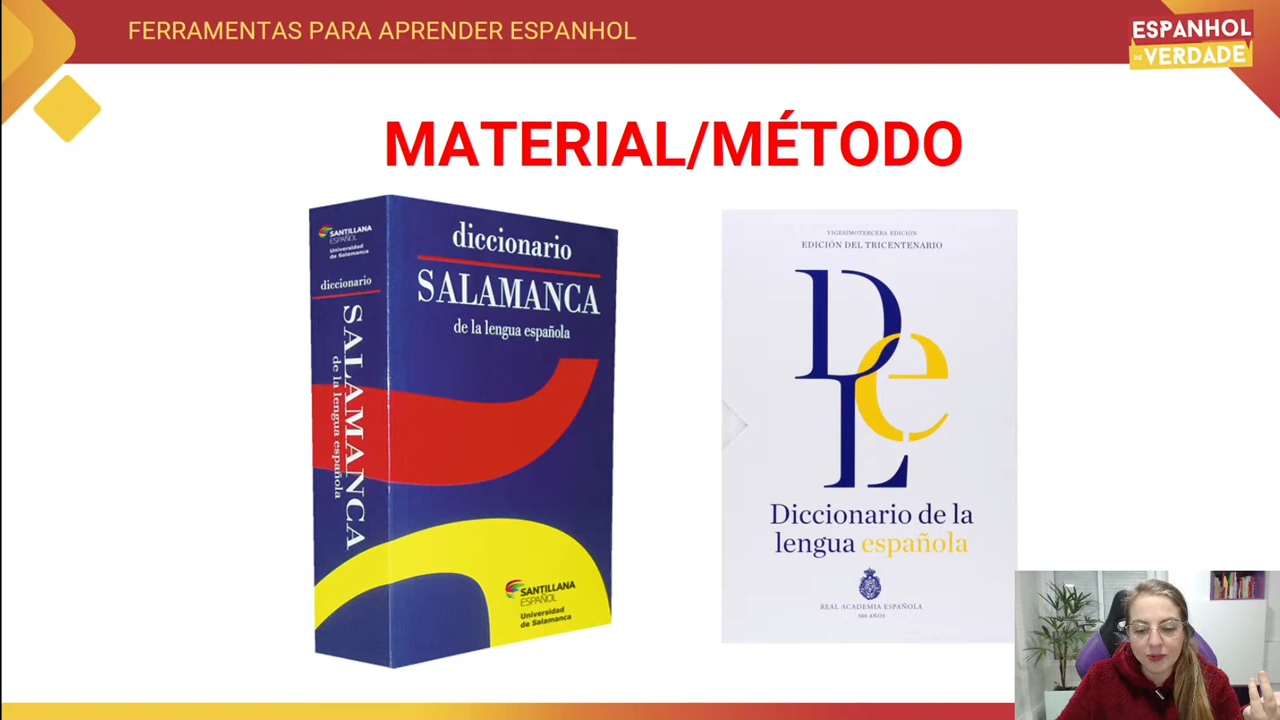 FERRAMENTAS PARA APRENDER ESPANHOL
ESPANHOL
DE VERDADE
MATERIAL/MÉTODO
SANTILLANA
ESPAÑOL
Universidad
de Salamanca
diccionario
SALAMANCA
de la lengua española
diccionario
SALAMANCA
de la lengua española
SANTILLANA
ESPAÑOL
Universidad
de Salamanca
VIGESIMOTERCERA EDICIÓN
EDICIÓN DEL TRICENTENARIO
DLe
Diccionario de la
lengua española
REAL ACADEMIA ESPAÑOLA
300 AÑOS